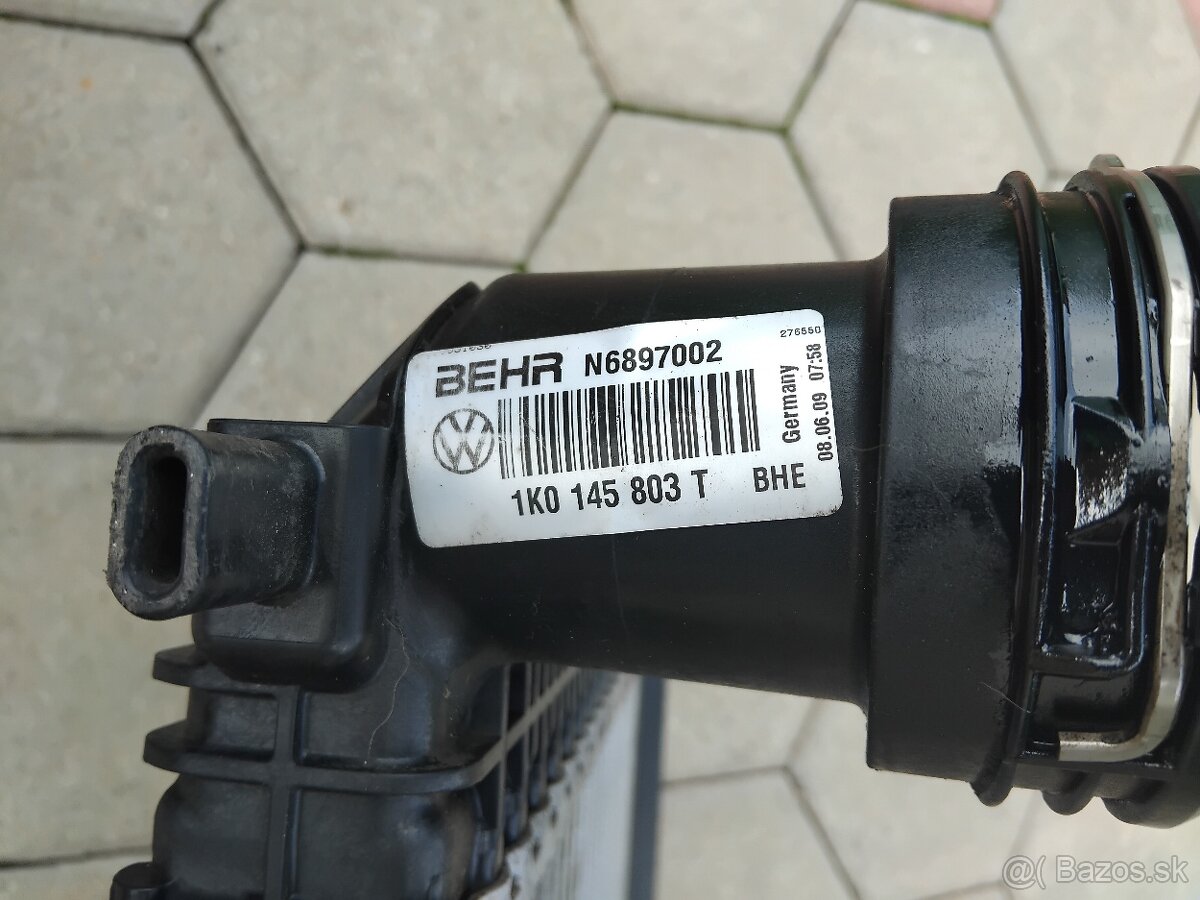 276550
BEHR N6897002
Germany
08.06.09 07:58
1K0 145 803 T BHE
@( Bazos.sk